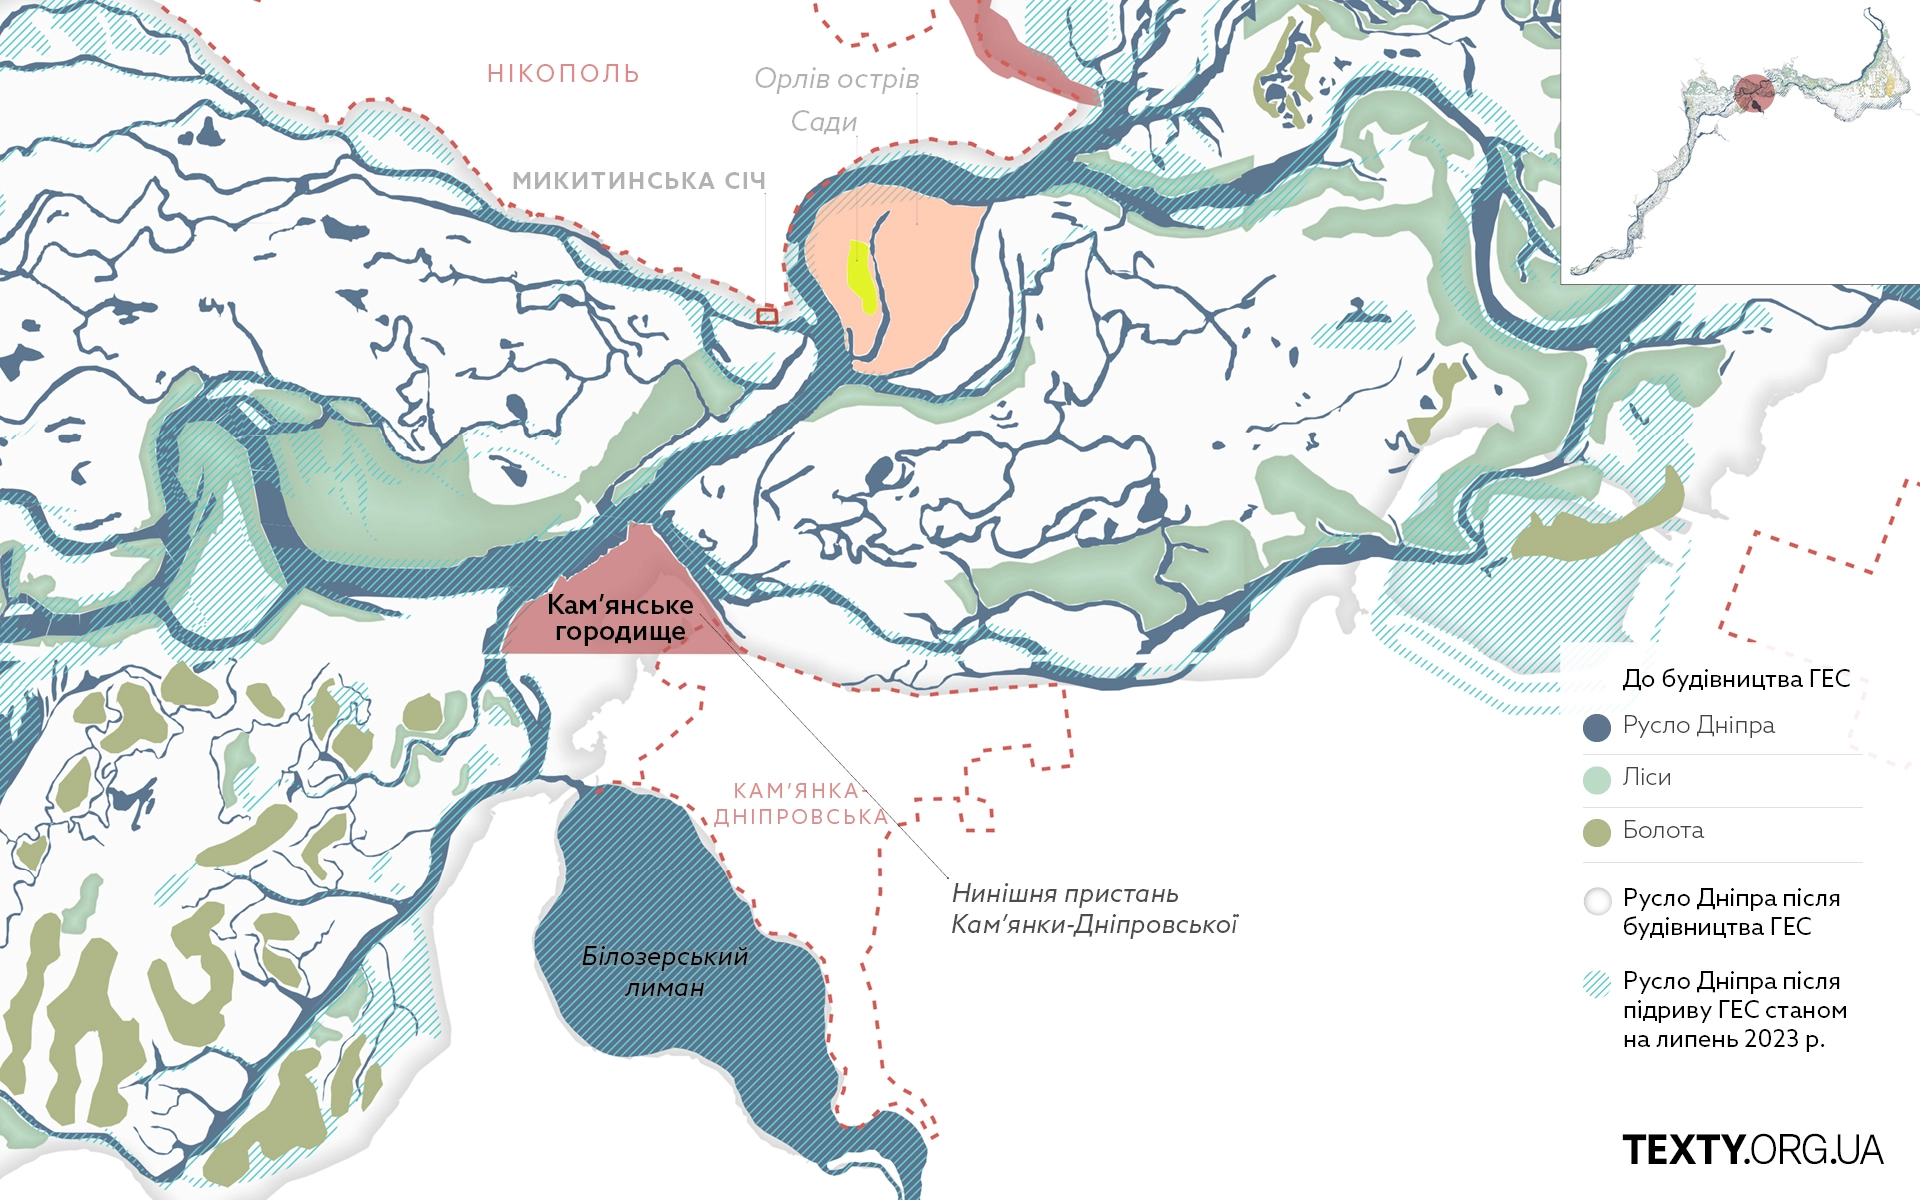 НІКОПОЛЬ
Орлів острів
Сади
МИКИТИНСЬКА СІЧ
Кам'янське
городище
КАМ'ЯНКА-
ДНІПРОВСЬКА
Нинішня пристань
Кам'янки-Дніпровської
Білозерський
лиман
До будівництва ГЕС
Русло Дніпра
Ліси
Болота
Русло Дніпра після
будівництва ГЕС
Русло Дніпра після
підриву ГЕС станом
на липень 2023 р.
TEXTY.ORG.UA